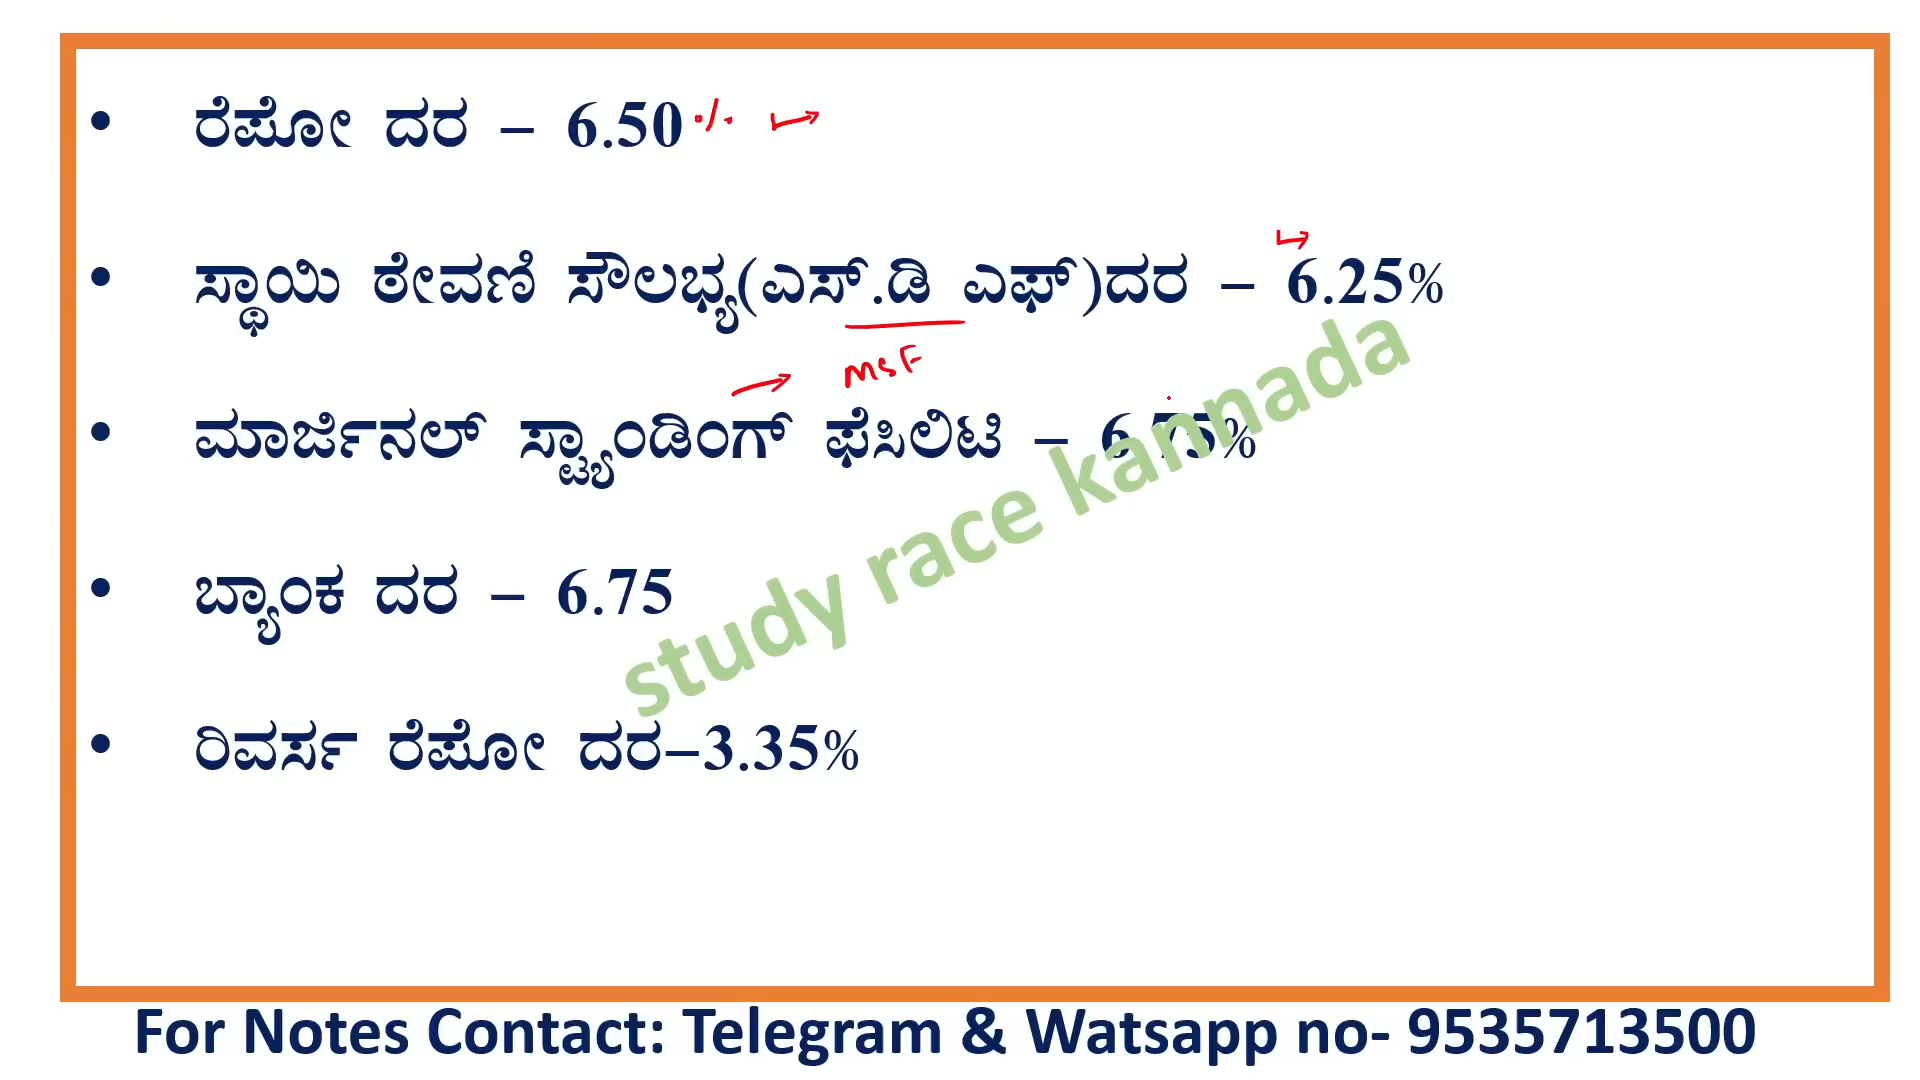 • ರೆಪೋ ದರ – 6.50 %
• ಸ್ಥಾಯಿ ಠೇವಣಿ ಸೌಲಭ್ಯ(ಎಸ್.ಡಿ ಎಫ್)ದರ – 6.25%
MSF
• ಮಾರ್ಜಿನಲ್ ಸ್ಟ್ಯಾಂಡಿಂಗ್ ಫೆಸಿಲಿಟಿ – 6.75%
• ಬ್ಯಾಂಕ ದರ – 6.75
• ರಿವರ್ಸ ರೆಪೋ ದರ–3.35%
study race kannada
For Notes Contact: Telegram & Watsapp no- 9535713500